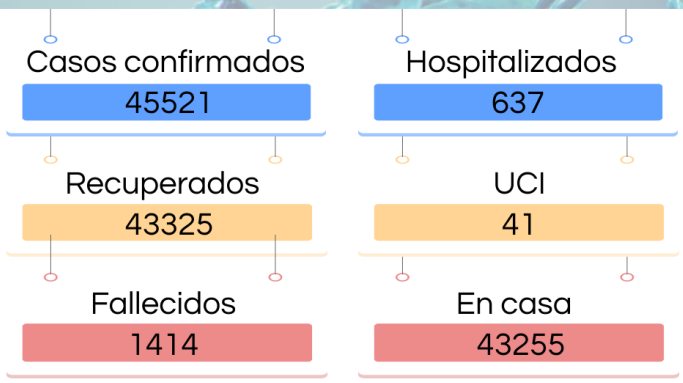 Casos confirmados
45521
Hospitalizados
637
Recuperados
43325
UCI
41
Fallecidos
1414
En casa
43255